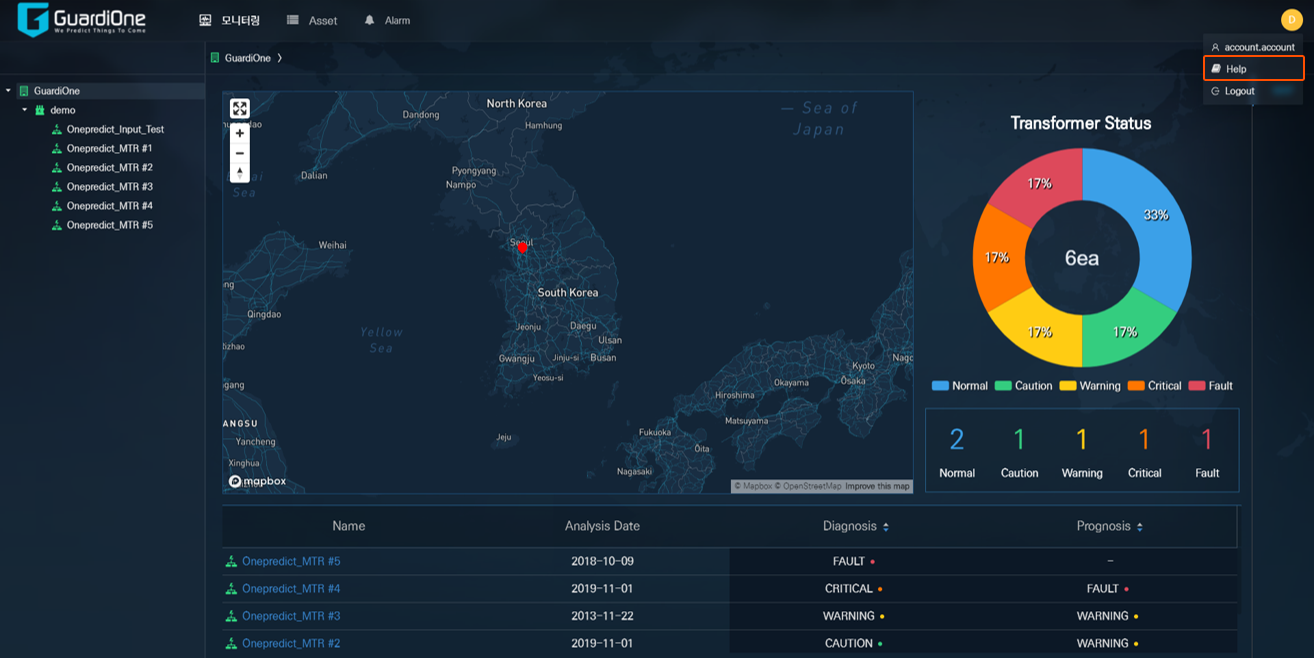 GuardiOne
We Predict Things To Come
모니터링
Asset
Alarm
D
account.account
Help
Logout
GuardiOne
GuardiOne
demo
Onepredict_Input_Test
Onepredict_MTR #1
Onepredict_MTR #2
Onepredict_MTR #3
Onepredict_MTR #4
Onepredict_MTR #5
North Korea
Dandong
Hamhung
Sea of
Japan
Pyongyang
Nampo
Dalian
Sea
Seoul
Weihai
South Korea
Qingdao
Yellow
Sea
Jeonju
Daegu
Ulsan
Gwangju
Jinju-si
Busan
Yeosu-si
Rizhao
Kyoto
Osaka
Okayama
Hiroshima
Matsuyama
Fukuoka
Ōita
Nagasaki
Jeju
ANGSU
Yancheng
Xinghua
mapbox
© Mapbox © OpenStreetMap Improve this map
Transformer Status
17%
33%
17%
6ea
17%
17%
Normal Caution Warning Critical Fault
2 1 1 1 1
Normal Caution Warning Critical Fault
Name Analysis Date Diagnosis Prognosis
Onepredict_MTR #5 2018-10-09 FAULT –
Onepredict_MTR #4 2019-11-01 CRITICAL FAULT
Onepredict_MTR #3 2013-11-22 WARNING WARNING
Onepredict_MTR #2 2019-11-01 CAUTION WARNING